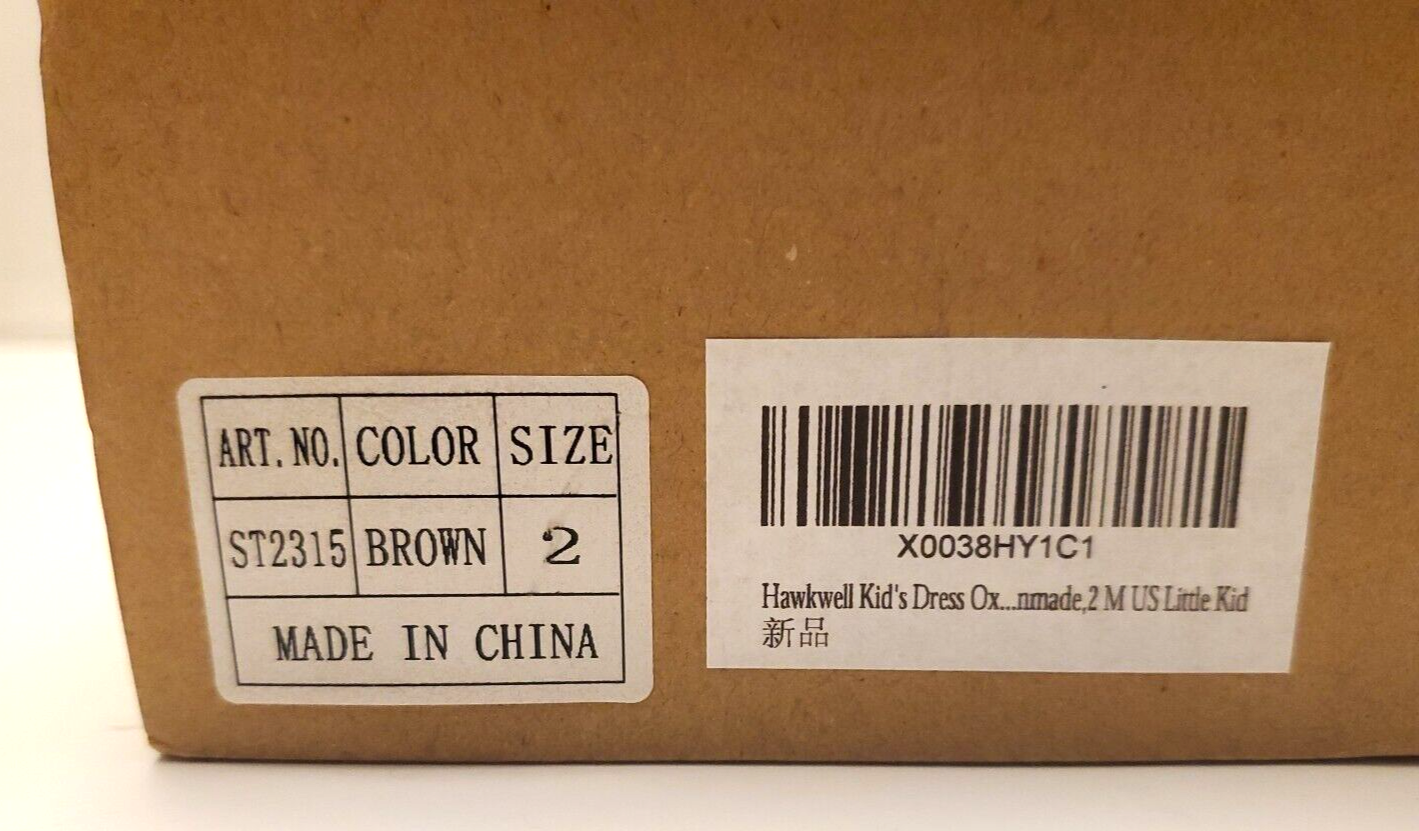 ART. NO. COLOR SIZE
ST2315 BROWN 2
MADE IN CHINA
X0038HY1C1
Hawkwell Kid's Dress Ox...nmade,2 M US Little Kid
新品